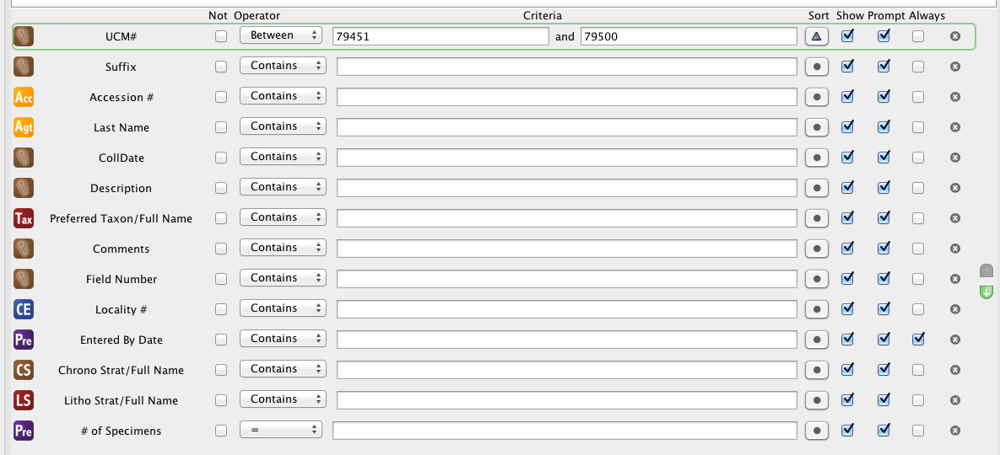 Not Operator Criteria Sort Show Prompt Always
UCM# Between 79451 and 79500
Suffix Contains
Acc Accession # Contains
Agt Last Name Contains
CollDate Contains
Description Contains
Tax Preferred Taxon/Full Name Contains
Comments Contains
Field Number Contains
CE Locality # Contains
Pre Entered By Date Contains
CS Chrono Strat/Full Name Contains
LS Litho Strat/Full Name Contains
Pre # of Specimens =